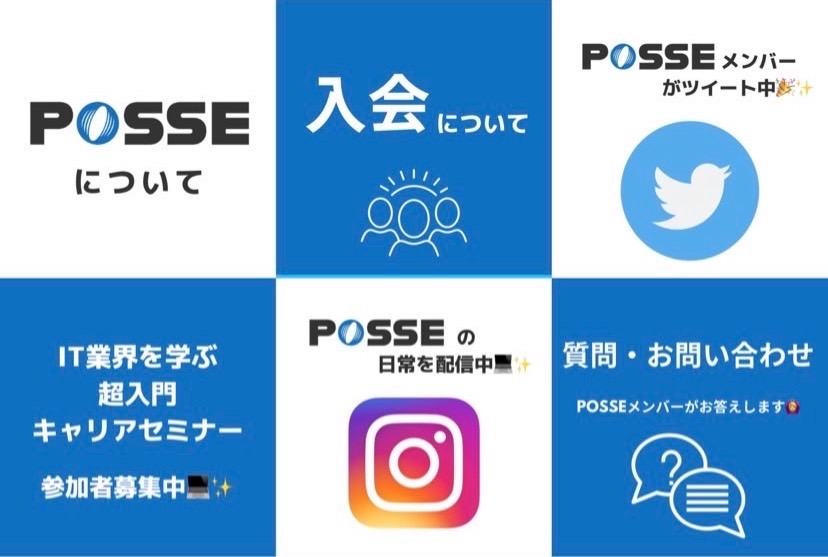 POSSE
について
入会について
POSSEメンバー
がツイート中🎉✨
IT業界を学ぶ
超入門
キャリアセミナー
参加者募集中💻✨
POSSEの
日常を配信中💻✨
質問・お問い合わせ
POSSEメンバーがお答えします🙆‍♀️
?